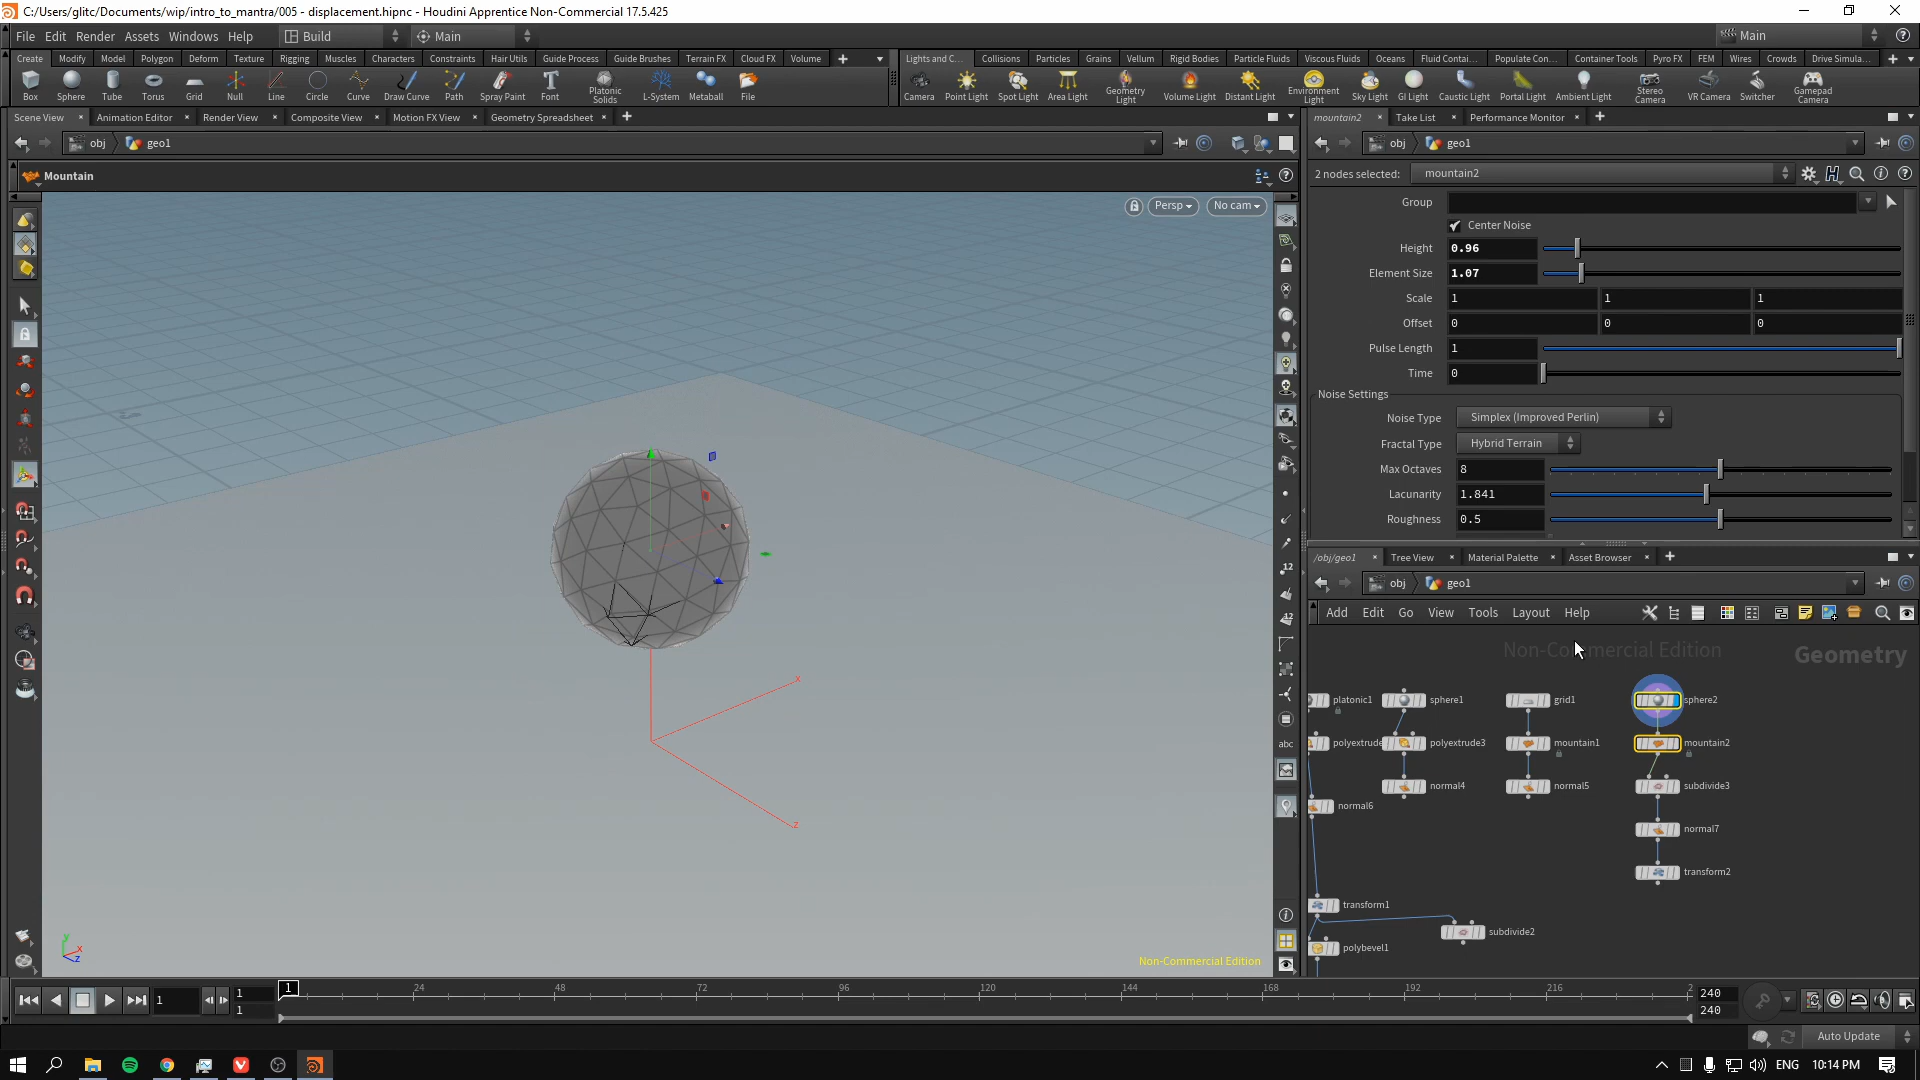 C:/Users/glitc/Documents/wip/intro_to_mantra/005 - displacement.hipnc - Houdini Apprentice Non-Commercial 17.5.425
File Edit Render Assets Windows Help Build Main Main
Create Modify Model Polygon Deform Texture Rigging Muscles Characters Constraints Hair Utils Guide Process Guide Brushes Terrain FX Cloud FX Volume
Lights and C... Collisions Particles Grains Vellum Rigid Bodies Particle Fluids Viscous Fluids Oceans Fluid Contai... Populate Con... Container Tools Pyro FX FEM Wires Crowds Drive Simula...
Box Sphere Tube Torus Grid Null Line Circle Curve Draw Curve Path Spray Paint Font Platonic Solids L-System Metaball File
Camera Point Light Spot Light Area Light Geometry Light Volume Light Distant Light Environment Light Sky Light GI Light Caustic Light Portal Light Ambient Light Stereo Camera VR Camera Switcher Gamepad Camera
Scene View Animation Editor Render View Composite View Motion FX View Geometry Spreadsheet
mountain2 Take List Performance Monitor
obj geo1
obj geo1
Mountain
2 nodes selected: mountain2
Persp No cam
Group
Center Noise
Height 0.96
Element Size 1.07
Scale 1 1 1
Offset 0 0 0
Pulse Length 1
Time 0
Noise Settings
Noise Type Simplex (Improved Perlin)
Fractal Type Hybrid Terrain
Max Octaves 8
Lacunarity 1.841
Roughness 0.5
/obj/geo1 Tree View Material Palette Asset Browser
obj geo1
Add Edit Go View Tools Layout Help
Non-Commercial Edition
Geometry
platonic1 sphere1 grid1 sphere2
polyextrude polyextrude3 mountain1 mountain2
normal4 normal5 subdivide3
normal6
normal7
transform2
transform1
subdivide2
polybevel1
12
12
abc
x
z
y
x
z
Non-Commercial Edition
1 1 1 24 48 72 96 120 144 168 192 216 2 240
1 240
Auto Update
ENG 10:14 PM